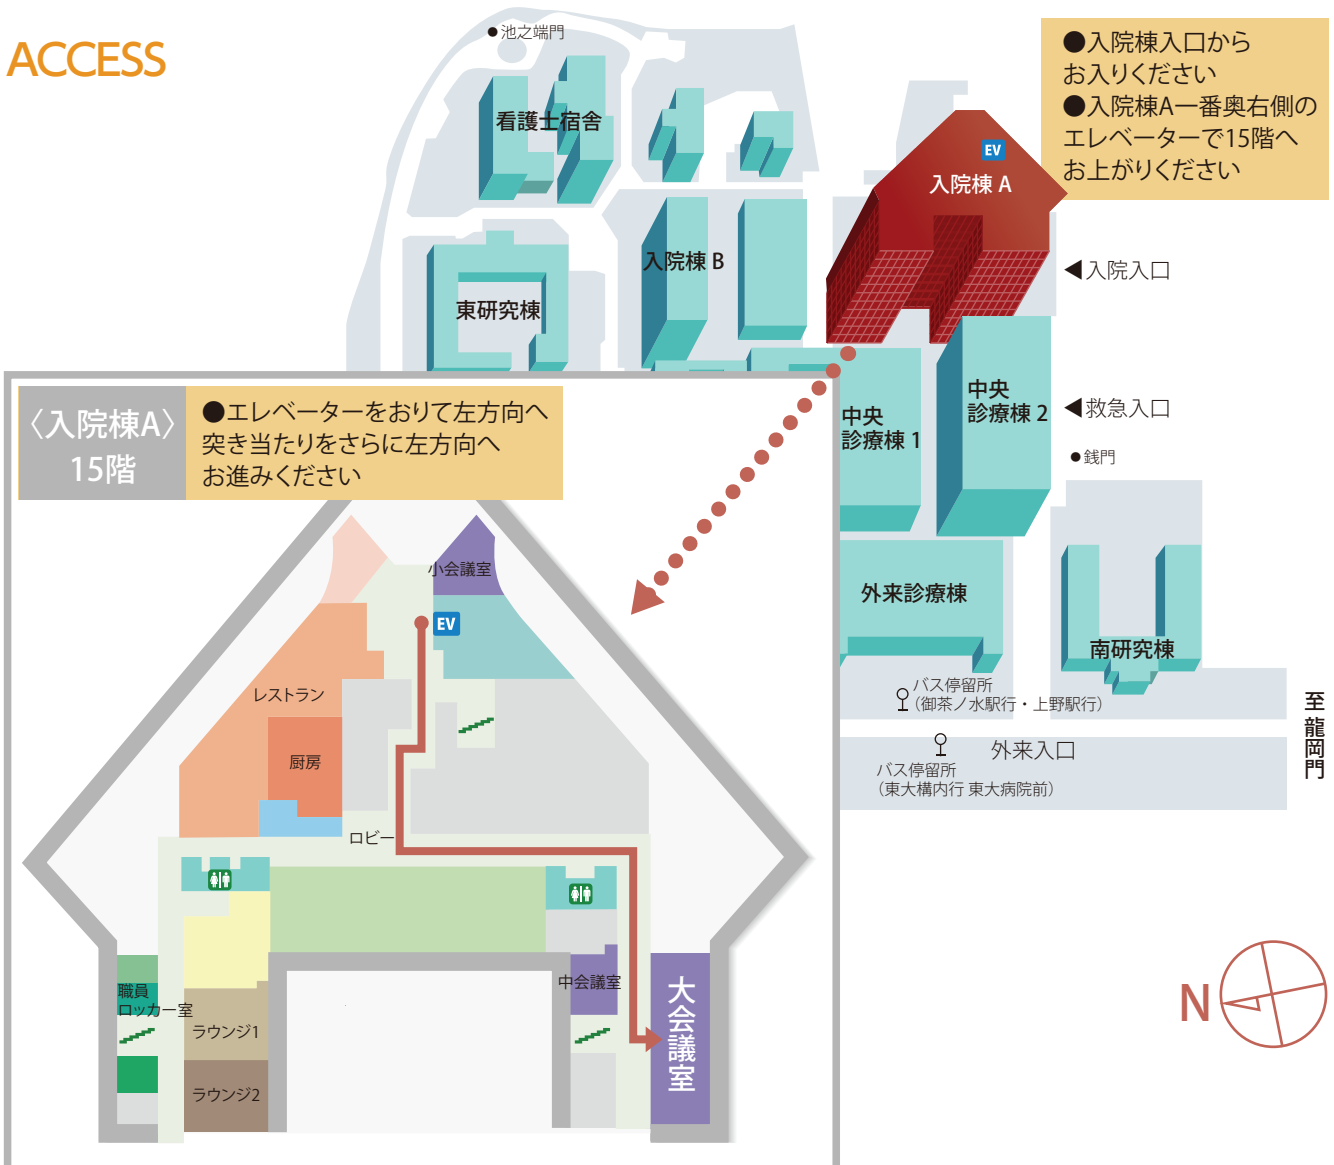 ACCESS
池之端門
●入院棟入口から
お入りください
●入院棟A一番奥右側の
エレベーターで15階へ
お上がりください
看護士宿舎
EV
入院棟 A
入院棟 B
入院入口
東研究棟
中央
診療棟 2
救急入口
中央
診療棟 1
銭門
〈入院棟A〉
15階
●エレベーターをおりて左方向へ
突き当たりをさらに左方向へ
お進みください
外来診療棟
南研究棟
バス停留所
（御茶ノ水駅行・上野駅行）
外来入口
バス停留所
（東大構内行 東大病院前）
至 龍岡門
小会議室
EV
レストラン
厨房
ロビー
中会議室
大会議室
職員
ロッカー室
ラウンジ1
ラウンジ2
N